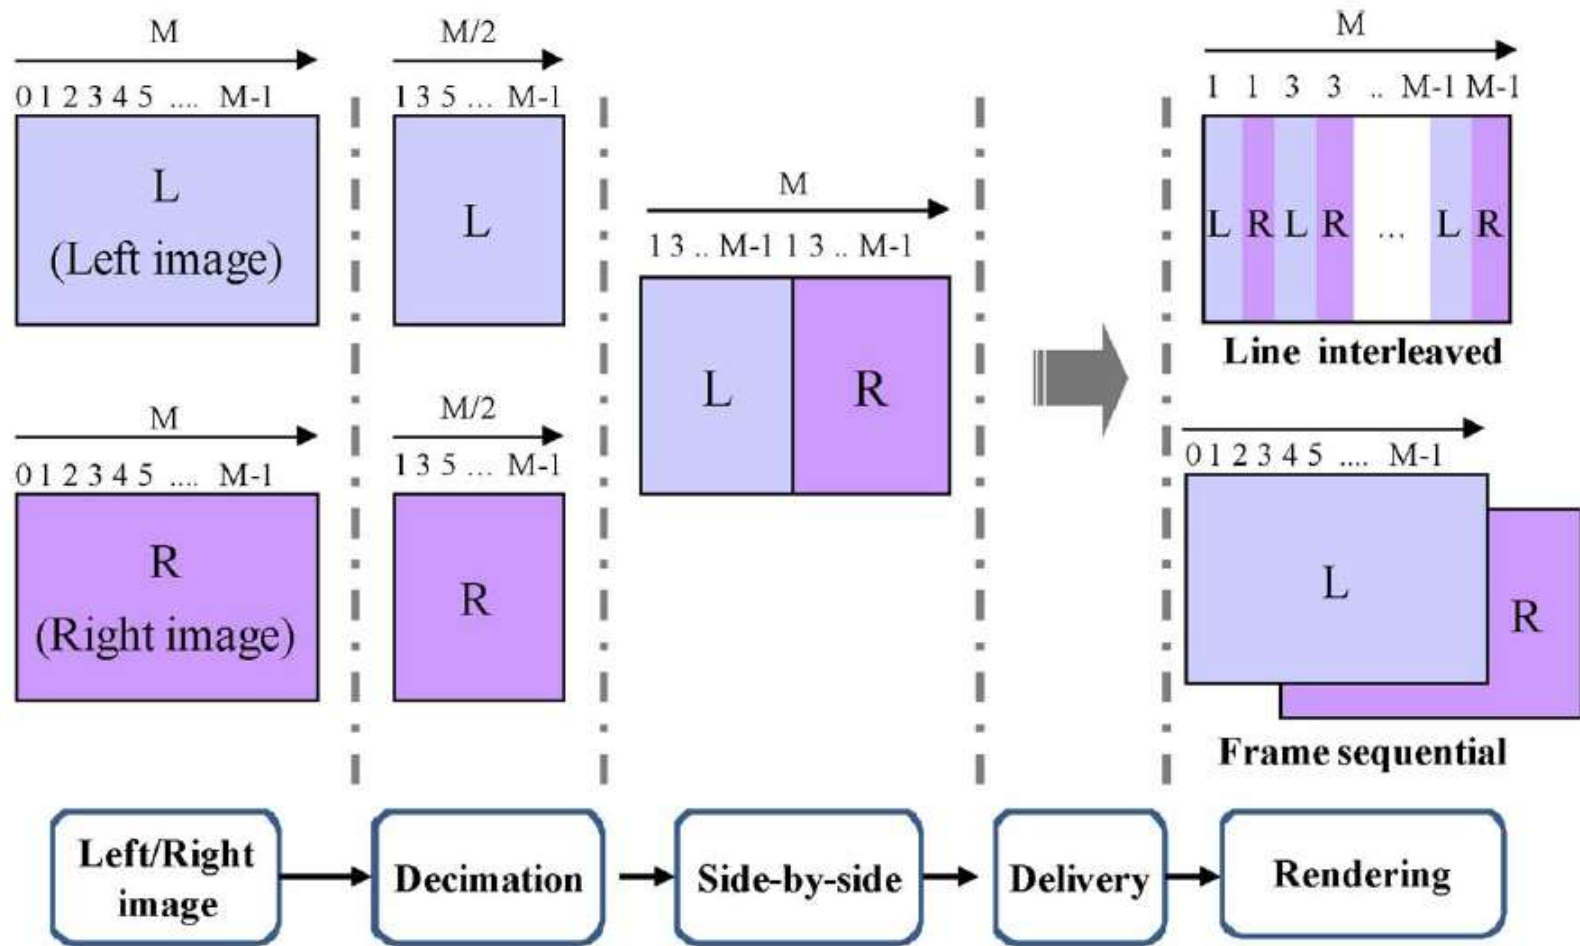 M
0 1 2 3 4 5 .... M-1
L
(Left image)
M
0 1 2 3 4 5 .... M-1
R
(Right image)
M/2
1 3 5 ... M-1
L
M/2
1 3 5 ... M-1
R
M
1 3 .. M-1 1 3 .. M-1
L R
M
1 1 3 3 .. M-1 M-1
L R L R ... L R
Line interleaved
0 1 2 3 4 5 .... M-1
L
R
Frame sequential
Left/Right
image
Decimation
Side-by-side
Delivery
Rendering